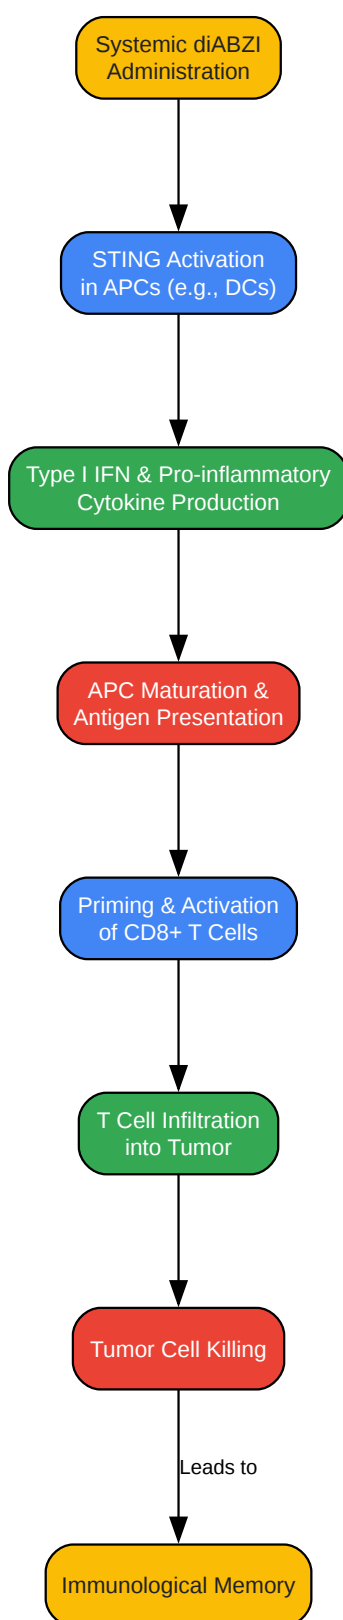 Systemic diABZI
Administration
STING Activation
in APCs (e.g., DCs)
Type I IFN & Pro-inflammatory
Cytokine Production
APC Maturation &
Antigen Presentation
Priming & Activation
of CD8+ T Cells
T Cell Infiltration
into Tumor
Tumor Cell Killing
Leads to
Immunological Memory